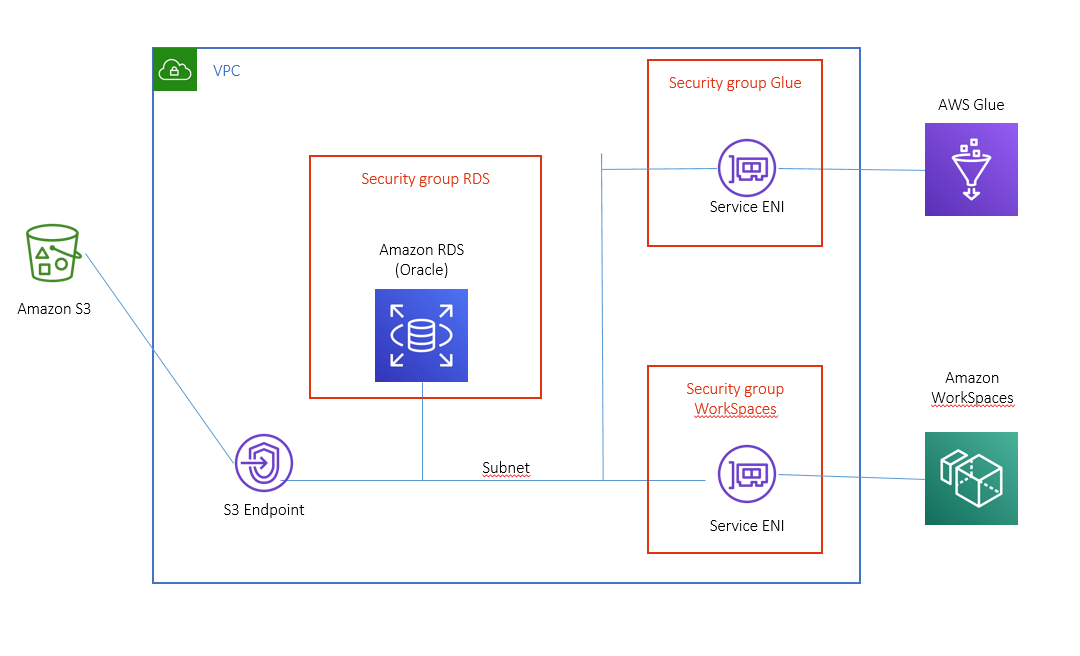 VPC
Security group Glue
AWS Glue
Service ENI
Security group RDS
Amazon RDS
(Oracle)
Amazon S3
Amazon
WorkSpaces
Security group
WorkSpaces
Subnet
S3 Endpoint
Service ENI